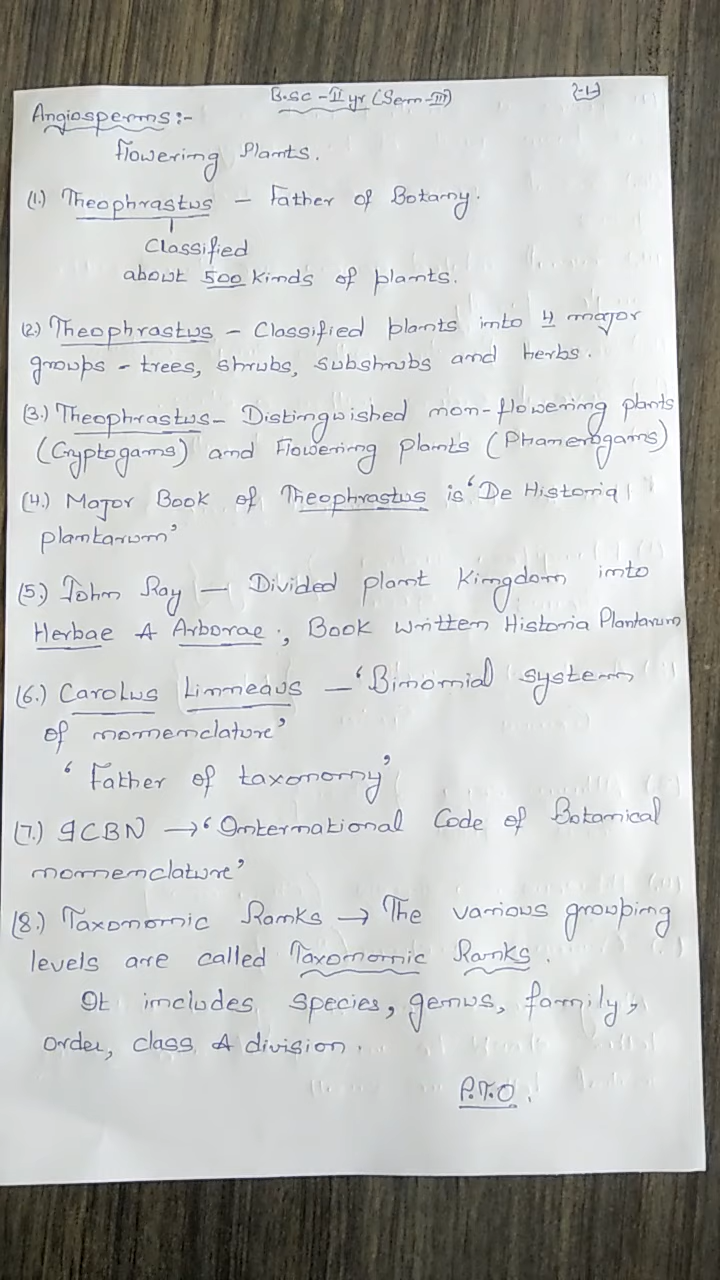 B.sc - II yr (Sem-III)
Angiosperms:-
Flowering Plants.
(1.) Theophrastus - Father of Botany.
Classified
about 500 kinds of plants.
(2.) Theophrastus - Classified plants into 4 major
groups - trees, shrubs, subshrubs and herbs.
(3.) Theophrastus - Distinguished non-flowering plants
(Cryptogams) and Flowering plants (Phanerogams)
(4.) Major Book of Theophrastus is 'De Historia
plantarum'
(5.) John Ray - Divided plant Kingdom into
Herbae & Arborae., Book written Historia Plantarum
(6.) Carolus Linneaus - 'Binomial system
of nomenclature'
'Father of taxonomy'
(7.) ICBN → 'International Code of Botanical
nomenclature'
(8.) Taxonomic Ranks → The various grouping
levels are called Taxonomic Ranks.
It includes species, genus, family,
order, class & division.
P.T.O.